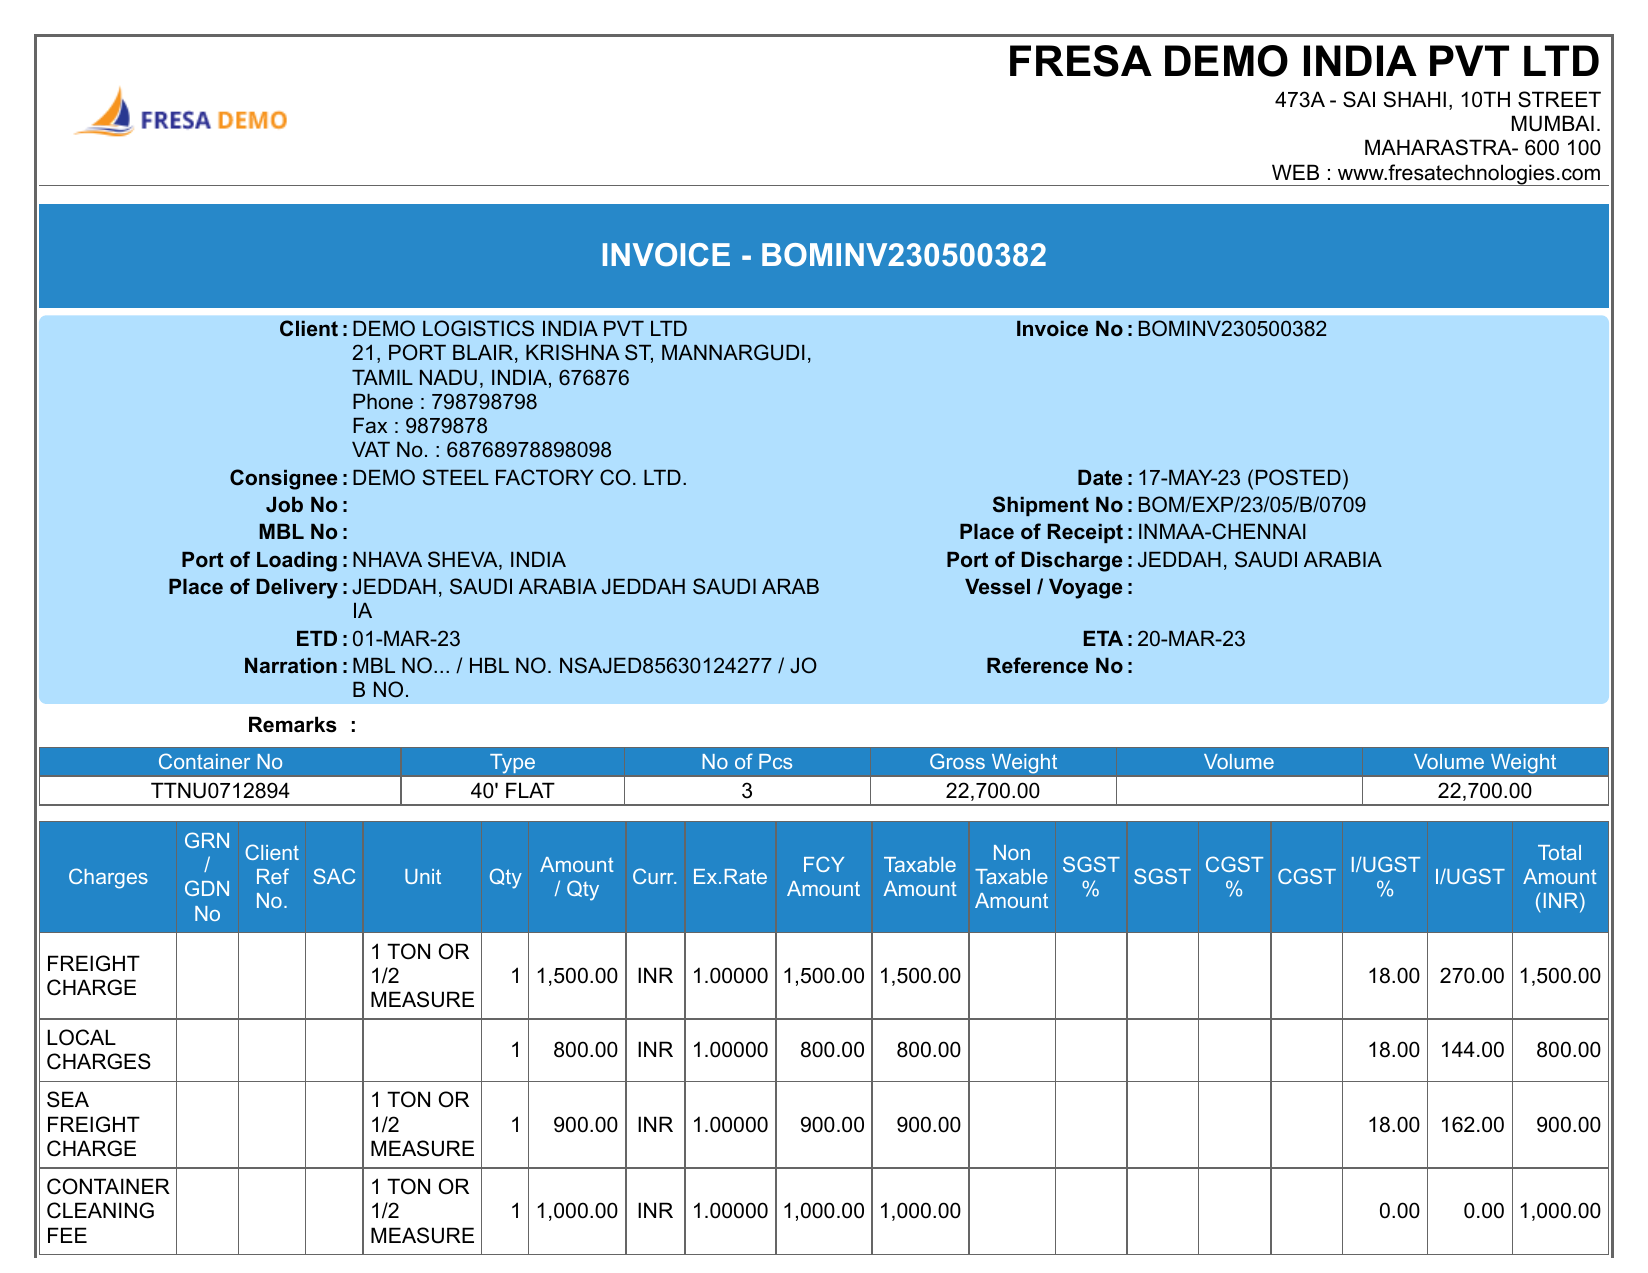 FRESA DEMO
FRESA DEMO INDIA PVT LTD
473A - SAI SHAHI, 10TH STREET
MUMBAI.
MAHARASTRA- 600 100
WEB : www.fresatechnologies.com
INVOICE - BOMINV230500382
Client : DEMO LOGISTICS INDIA PVT LTD Invoice No : BOMINV230500382
21, PORT BLAIR, KRISHNA ST, MANNARGUDI,
TAMIL NADU, INDIA, 676876
Phone : 798798798
Fax : 9879878
VAT No. : 68768978898098
Consignee : DEMO STEEL FACTORY CO. LTD. Date : 17-MAY-23 (POSTED)
Job No : Shipment No : BOM/EXP/23/05/B/0709
MBL No : Place of Receipt : INMAA-CHENNAI
Port of Loading : NHAVA SHEVA, INDIA Port of Discharge : JEDDAH, SAUDI ARABIA
Place of Delivery : JEDDAH, SAUDI ARABIA JEDDAH SAUDI ARAB Vessel / Voyage :
IA
ETD : 01-MAR-23 ETA : 20-MAR-23
Narration : MBL NO... / HBL NO. NSAJED85630124277 / JO Reference No :
B NO.
Remarks :
Container No Type No of Pcs Gross Weight Volume Volume Weight
TTNU0712894 40' FLAT 3 22,700.00 22,700.00
Charges GRN / GDN No Client Ref No. SAC Unit Qty Amount / Qty Curr. Ex.Rate FCY Amount Taxable Amount Non Taxable Amount SGST % SGST CGST % CGST I/UGST % I/UGST Total Amount (INR)
FREIGHT CHARGE 1 TON OR 1/2 MEASURE 1 1,500.00 INR 1.00000 1,500.00 1,500.00 18.00 270.00 1,500.00
LOCAL CHARGES 1 800.00 INR 1.00000 800.00 800.00 18.00 144.00 800.00
SEA FREIGHT CHARGE 1 TON OR 1/2 MEASURE 1 900.00 INR 1.00000 900.00 900.00 18.00 162.00 900.00
CONTAINER CLEANING FEE 1 TON OR 1/2 MEASURE 1 1,000.00 INR 1.00000 1,000.00 1,000.00 0.00 0.00 1,000.00